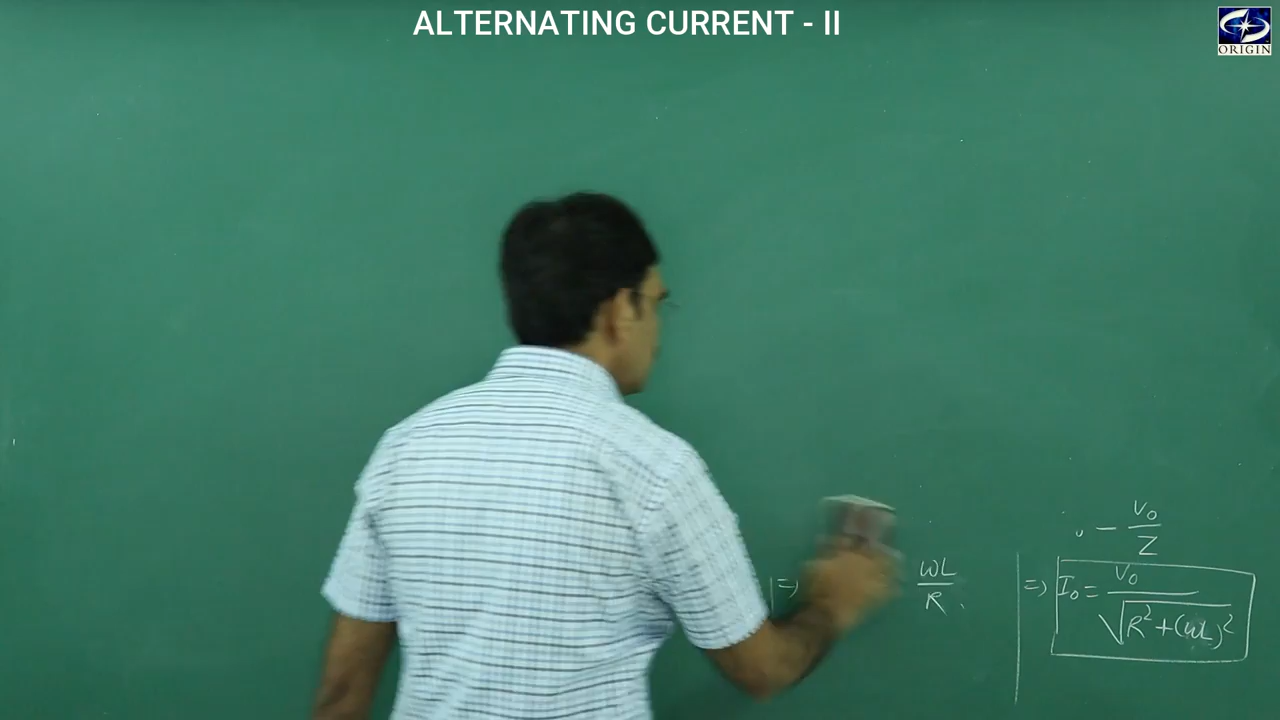 ALTERNATING CURRENT - II
ORIGIN
- V₀/Z
⇒ ωL/R . ⇒ I₀ = V₀/√(R² + (ωL)²)